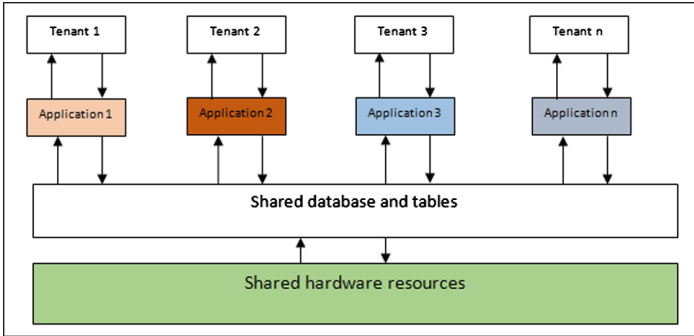 Tenant 1
Tenant 2
Tenant 3
Tenant n
Application 1
Application 2
Application 3
Application n
Shared database and tables
Shared hardware resources